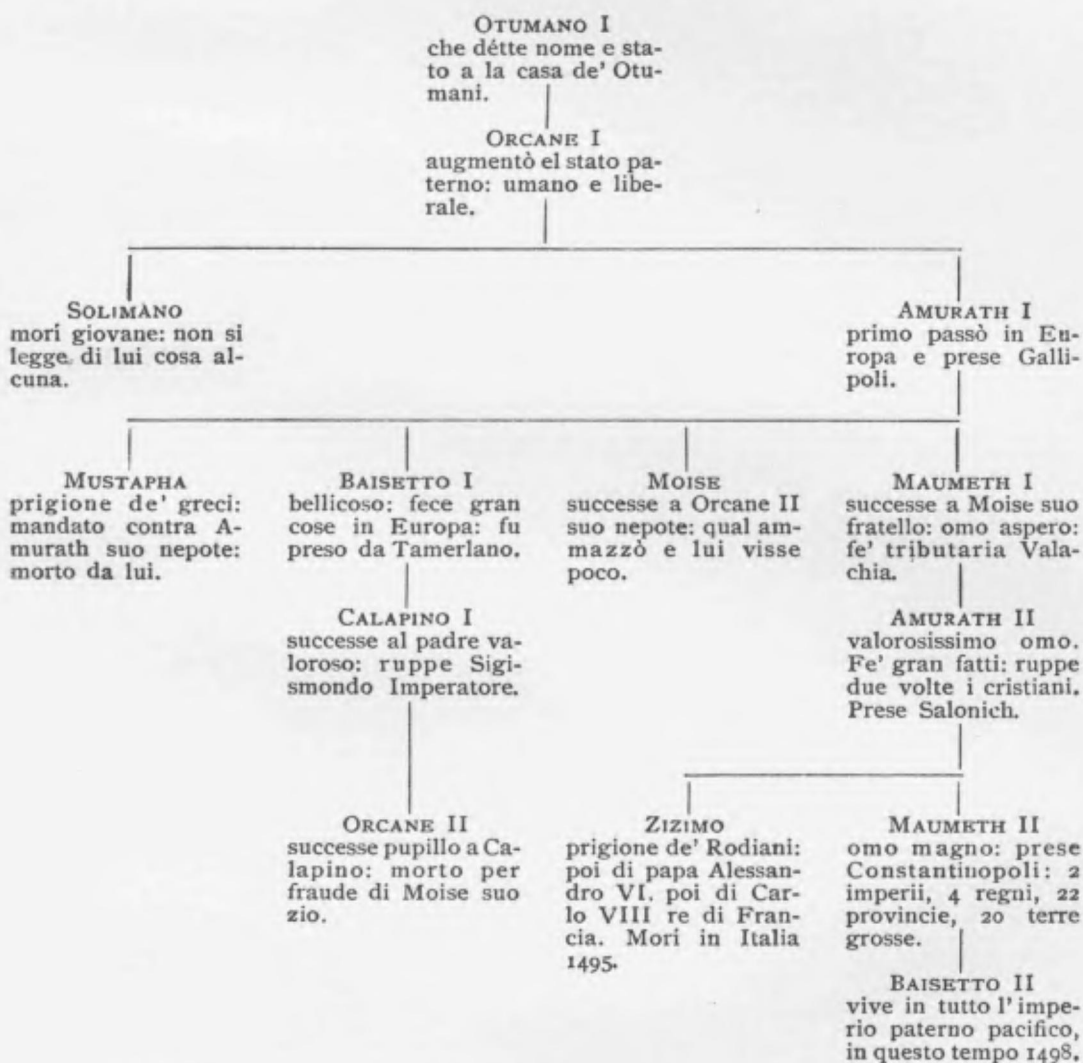 OTUMANO I
che détte nome e sta-
to a la casa de' Otu-
mani.
ORCANE I
augmentò el stato pa-
terno: umano e libe-
rale.
SOLIMANO
morí giovane: non si
legge di lui cosa al-
cuna.
AMURATH I
primo passò in Eu-
ropa e prese Galli-
poli.
MUSTAPHA
prigione de' greci:
mandato contra A-
murath suo nepote:
morto da lui.
BAISETTO I
bellicoso: fece gran
cose in Europa: fu
preso da Tamerlano.
MOISE
successe a Orcane II
suo nepote: qual am-
mazzò e lui visse
poco.
MAUMETH I
successe a Moise suo
fratello: omo aspero:
fe' tributaria Vala-
chia.
CALAPINO I
successe al padre va-
loroso: ruppe Sigi-
smondo Imperatore.
AMURATH II
valorosissimo omo.
Fe' gran fatti: ruppe
due volte i cristiani.
Prese Salonich.
ORCANE II
successe pupillo a Ca-
lapino: morto per
fraude di Moise suo
zio.
ZIZIMO
prigione de' Rodiani:
poi di papa Alessan-
dro VI. poi di Car-
lo VIII re di Fran-
cia. Mori in Italia
1495.
MAUMETH II
omo magno: prese
Constantinopoli: 2
imperii, 4 regni, 22
provincie, 20 terre
grosse.
BAISETTO II
vive in tutto l'impe-
rio paterno pacifico,
in questo tempo 1498.